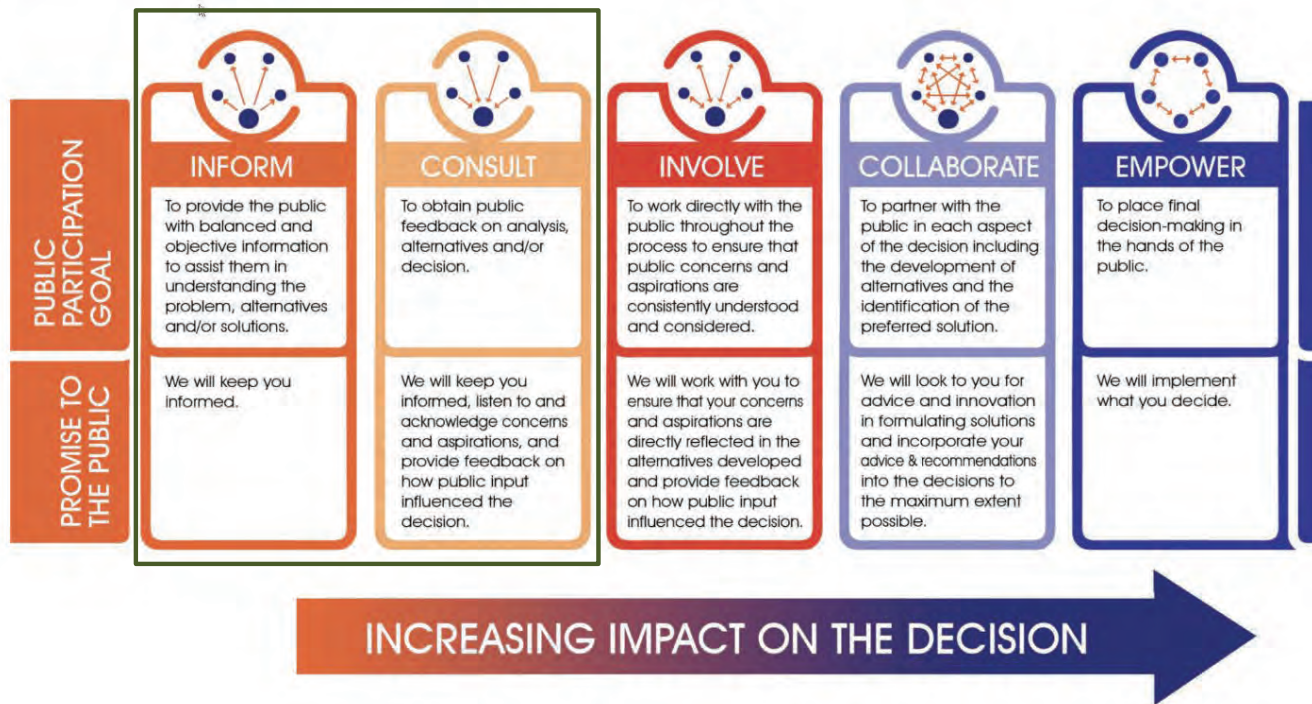 INFORM
CONSULT
INVOLVE
COLLABORATE
EMPOWER
PUBLIC
PARTICIPATION
GOAL
To provide the public
with balanced and
objective information
to assist them in
understanding the
problem, alternatives
and/or solutions.
To obtain public
feedback on analysis,
alternatives and/or
decision.
To work directly with the
public throughout the
process to ensure that
public concerns and
aspirations are
consistently understood
and considered.
To partner with the
public in each aspect
of the decision including
the development of
alternatives and the
identification of the
preferred solution.
To place final
decision-making in
the hands of the
public.
PROMISE TO
THE PUBLIC
We will keep you
informed.
We will keep you
informed, listen to and
acknowledge concerns
and aspirations, and
provide feedback on
how public input
influenced the
decision.
We will work with you to
ensure that your concerns
and aspirations are
directly reflected in the
alternatives developed
and provide feedback
on how public input
influenced the decision.
We will look to you for
advice and innovation
in formulating solutions
and incorporate your
advice & recommendations
into the decisions to
the maximum extent
possible.
We will implement
what you decide.
INCREASING IMPACT ON THE DECISION